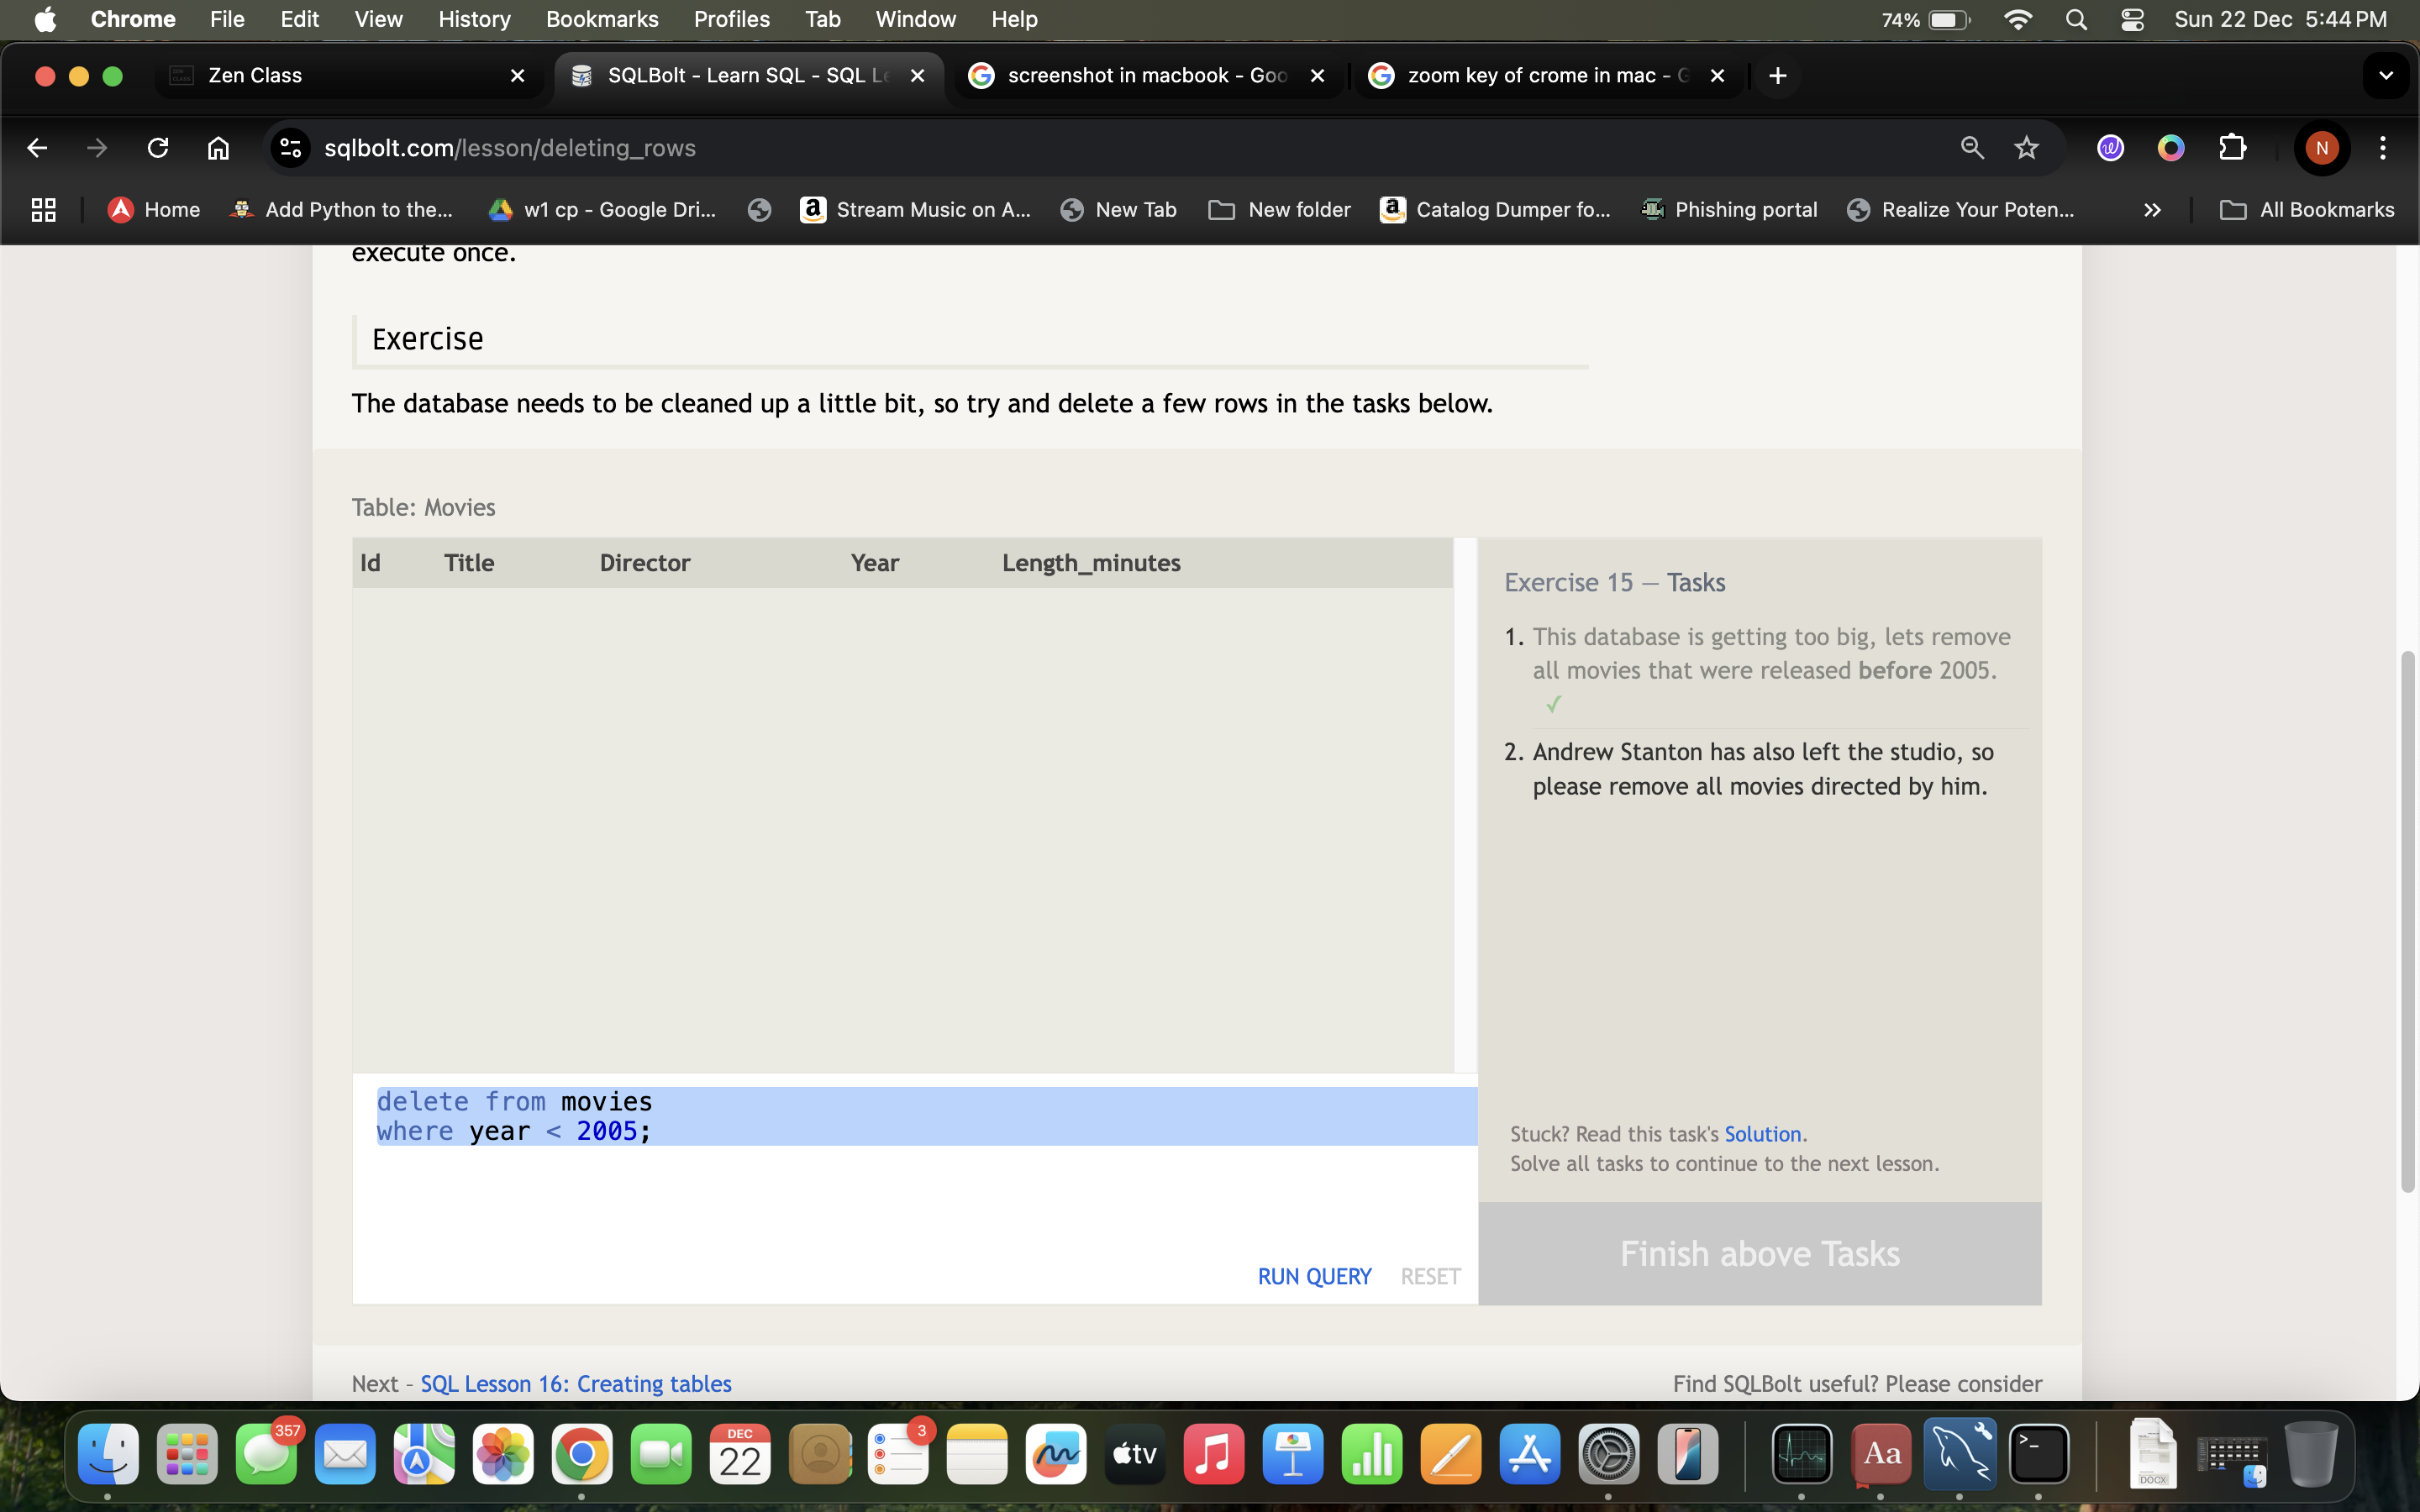 Chrome File Edit View History Bookmarks Profiles Tab Window Help 74% Sun 22 Dec 5:44 PM
Zen Class SQLBolt - Learn SQL - SQL Le screenshot in macbook - Goo zoom key of crome in mac - G
sqlbolt.com/lesson/deleting_rows N
Home Add Python to the... w1 cp - Google Dri... Stream Music on A... New Tab New folder Catalog Dumper fo... Phishing portal Realize Your Poten... All Bookmarks
execute once.
Exercise
The database needs to be cleaned up a little bit, so try and delete a few rows in the tasks below.
Table: Movies
Id Title Director Year Length_minutes
delete from movies
where year < 2005;
RUN QUERY RESET
Exercise 15 — Tasks
1. This database is getting too big, lets remove
all movies that were released before 2005.
✓
2. Andrew Stanton has also left the studio, so
please remove all movies directed by him.
Stuck? Read this task's Solution.
Solve all tasks to continue to the next lesson.
Finish above Tasks
Next – SQL Lesson 16: Creating tables
Find SQLBolt useful? Please consider
357 DEC 22 3 tv Aa >_ DOCX